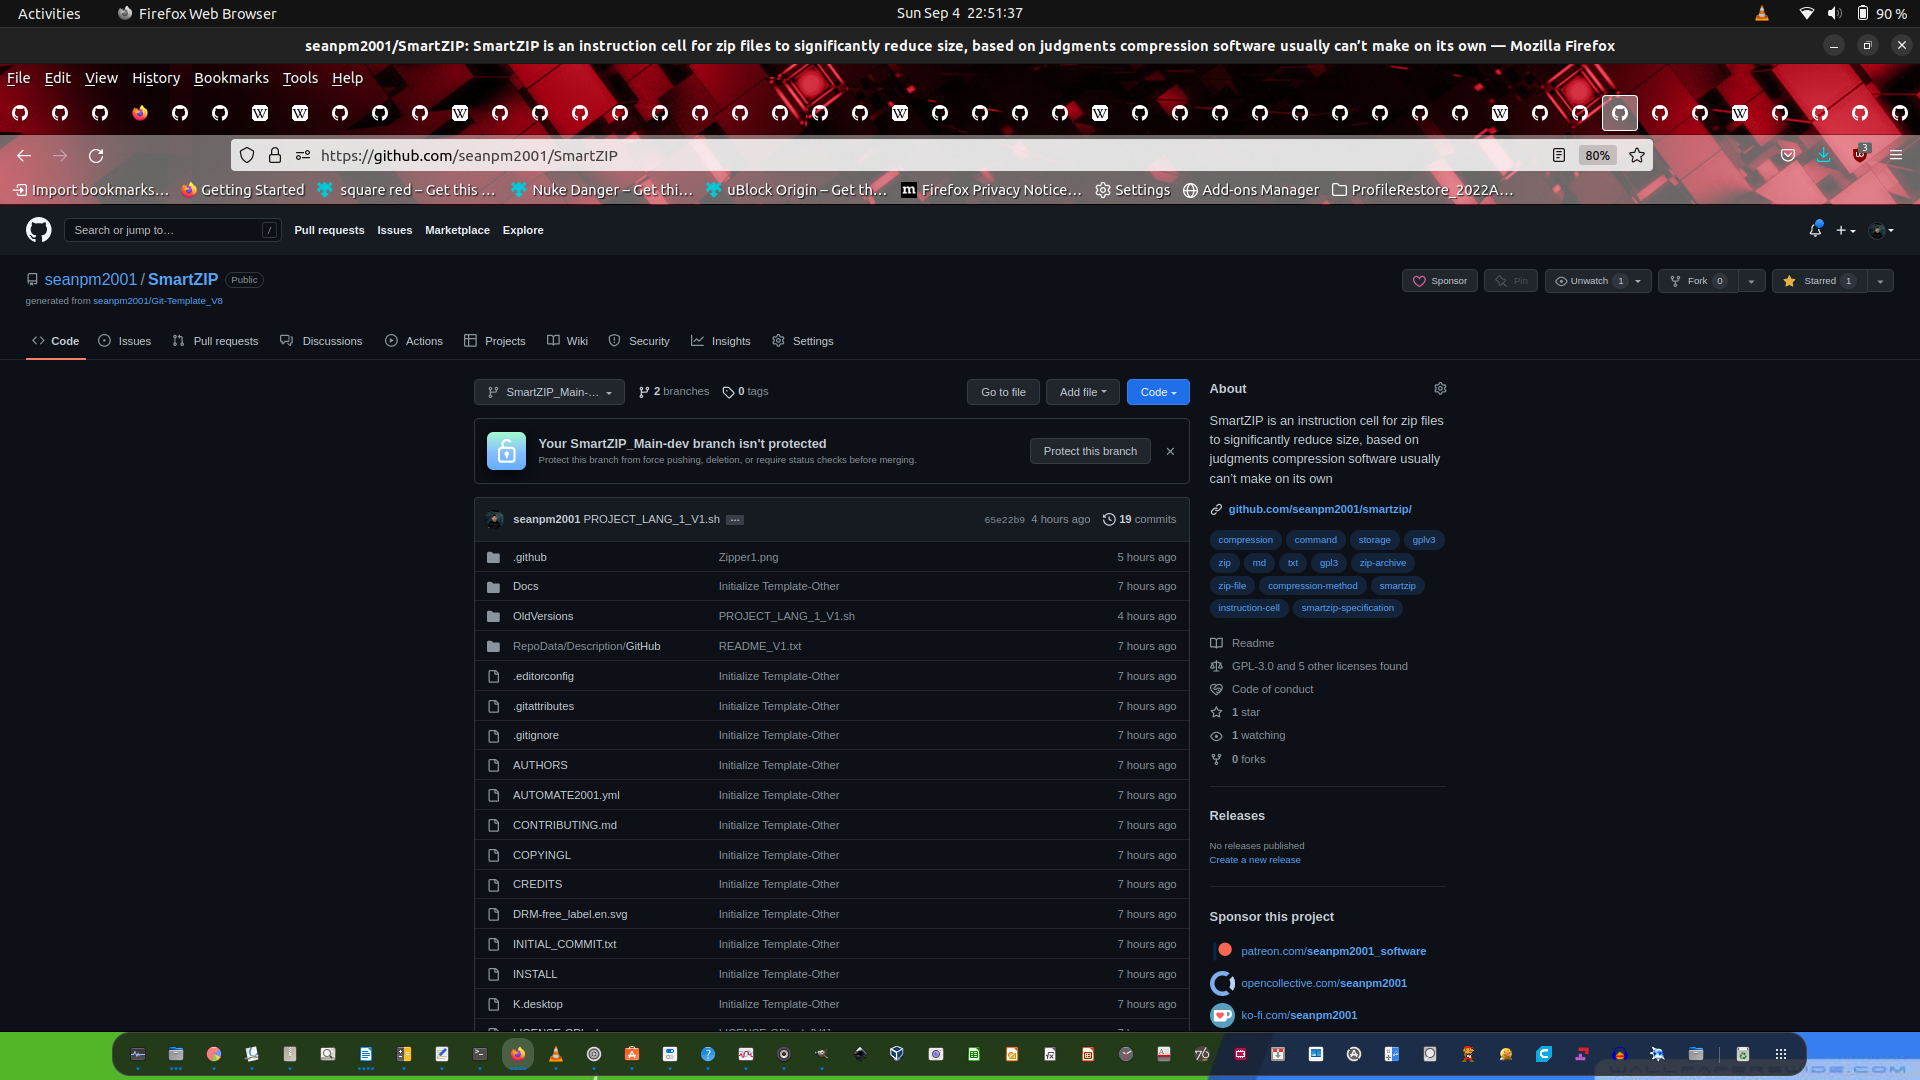 Activities Firefox Web Browser Sun Sep 4 22:51:37 90 %
seanpm2001/SmartZIP: SmartZIP is an instruction cell for zip files to significantly reduce size, based on judgments compression software usually can't make on its own — Mozilla Firefox
File Edit View History Bookmarks Tools Help
https://github.com/seanpm2001/SmartZIP 80% 3
Import bookmarks… Getting Started square red – Get this … Nuke Danger – Get thi… uBlock Origin – Get th… Firefox Privacy Notice… Settings Add-ons Manager ProfileRestore_2022A…
Search or jump to… / Pull requests Issues Marketplace Explore
seanpm2001 / SmartZIP Public Sponsor Pin Unwatch 1 Fork 0 Starred 1
generated from seanpm2001/Git-Template_V8
Code Issues Pull requests Discussions Actions Projects Wiki Security Insights Settings
SmartZIP_Main-… 2 branches 0 tags Go to file Add file Code
Your SmartZIP_Main-dev branch isn't protected
Protect this branch from force pushing, deletion, or require status checks before merging.
Protect this branch
seanpm2001 PROJECT_LANG_1_V1.sh … 65e22b9 4 hours ago 19 commits
.github Zipper1.png 5 hours ago
Docs Initialize Template-Other 7 hours ago
OldVersions PROJECT_LANG_1_V1.sh 4 hours ago
RepoData/Description/GitHub README_V1.txt 7 hours ago
.editorconfig Initialize Template-Other 7 hours ago
.gitattributes Initialize Template-Other 7 hours ago
.gitignore Initialize Template-Other 7 hours ago
AUTHORS Initialize Template-Other 7 hours ago
AUTOMATE2001.yml Initialize Template-Other 7 hours ago
CONTRIBUTING.md Initialize Template-Other 7 hours ago
COPYINGL Initialize Template-Other 7 hours ago
CREDITS Initialize Template-Other 7 hours ago
DRM-free_label.en.svg Initialize Template-Other 7 hours ago
INITIAL_COMMIT.txt Initialize Template-Other 7 hours ago
INSTALL Initialize Template-Other 7 hours ago
K.desktop Initialize Template-Other 7 hours ago
About
SmartZIP is an instruction cell for zip files
to significantly reduce size, based on
judgments compression software usually
can't make on its own
github.com/seanpm2001/smartzip/
compression command storage gplv3
zip md txt gpl3 zip-archive
zip-file compression-method smartzip
instruction-cell smartzip-specification
Readme
GPL-3.0 and 5 other licenses found
Code of conduct
1 star
1 watching
0 forks
Releases
No releases published
Create a new release
Sponsor this project
patreon.com/seanpm2001_software
opencollective.com/seanpm2001
ko-fi.com/seanpm2001